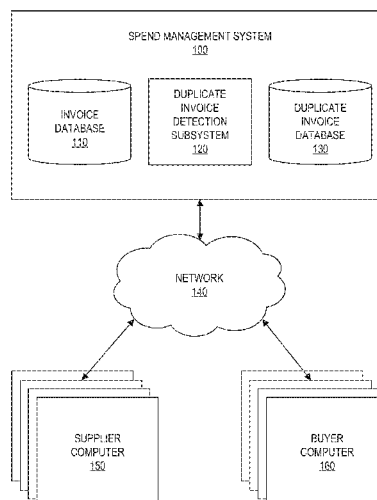 SPEND MANAGEMENT SYSTEM
100
INVOICE
DATABASE
110
DUPLICATE
INVOICE
DETECTION
SUBSYSTEM
120
DUPLICATE
INVOICE
DATABASE
130
NETWORK
140
SUPPLIER
COMPUTER
150
BUYER
COMPUTER
160